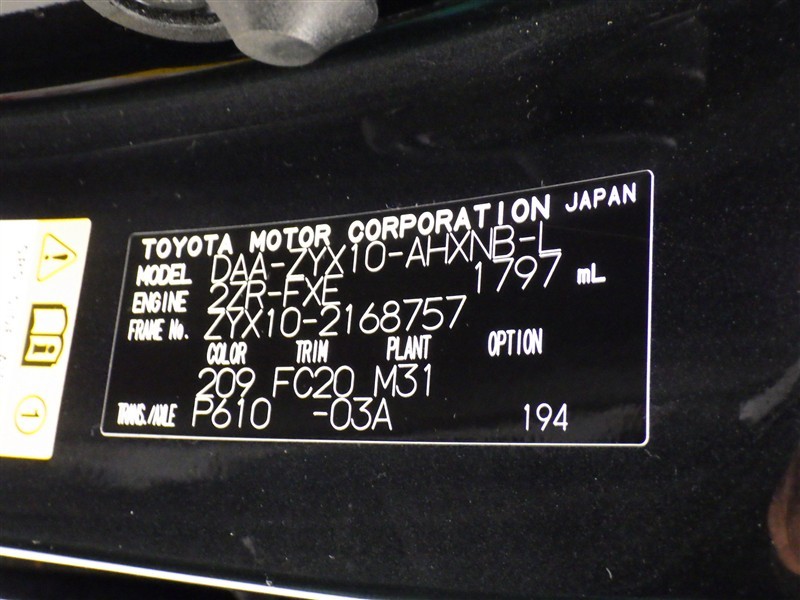 TOYOTA MOTOR CORPORATION JAPAN
MODEL DAA-ZYX10-AHXNB-L
ENGINE 2ZR-FXE 1797 mL
FRAME No. ZYX10-2168757
COLOR TRIM PLANT OPTION
209 FC20 M31
TRANS./AXLE P610 -03A 194